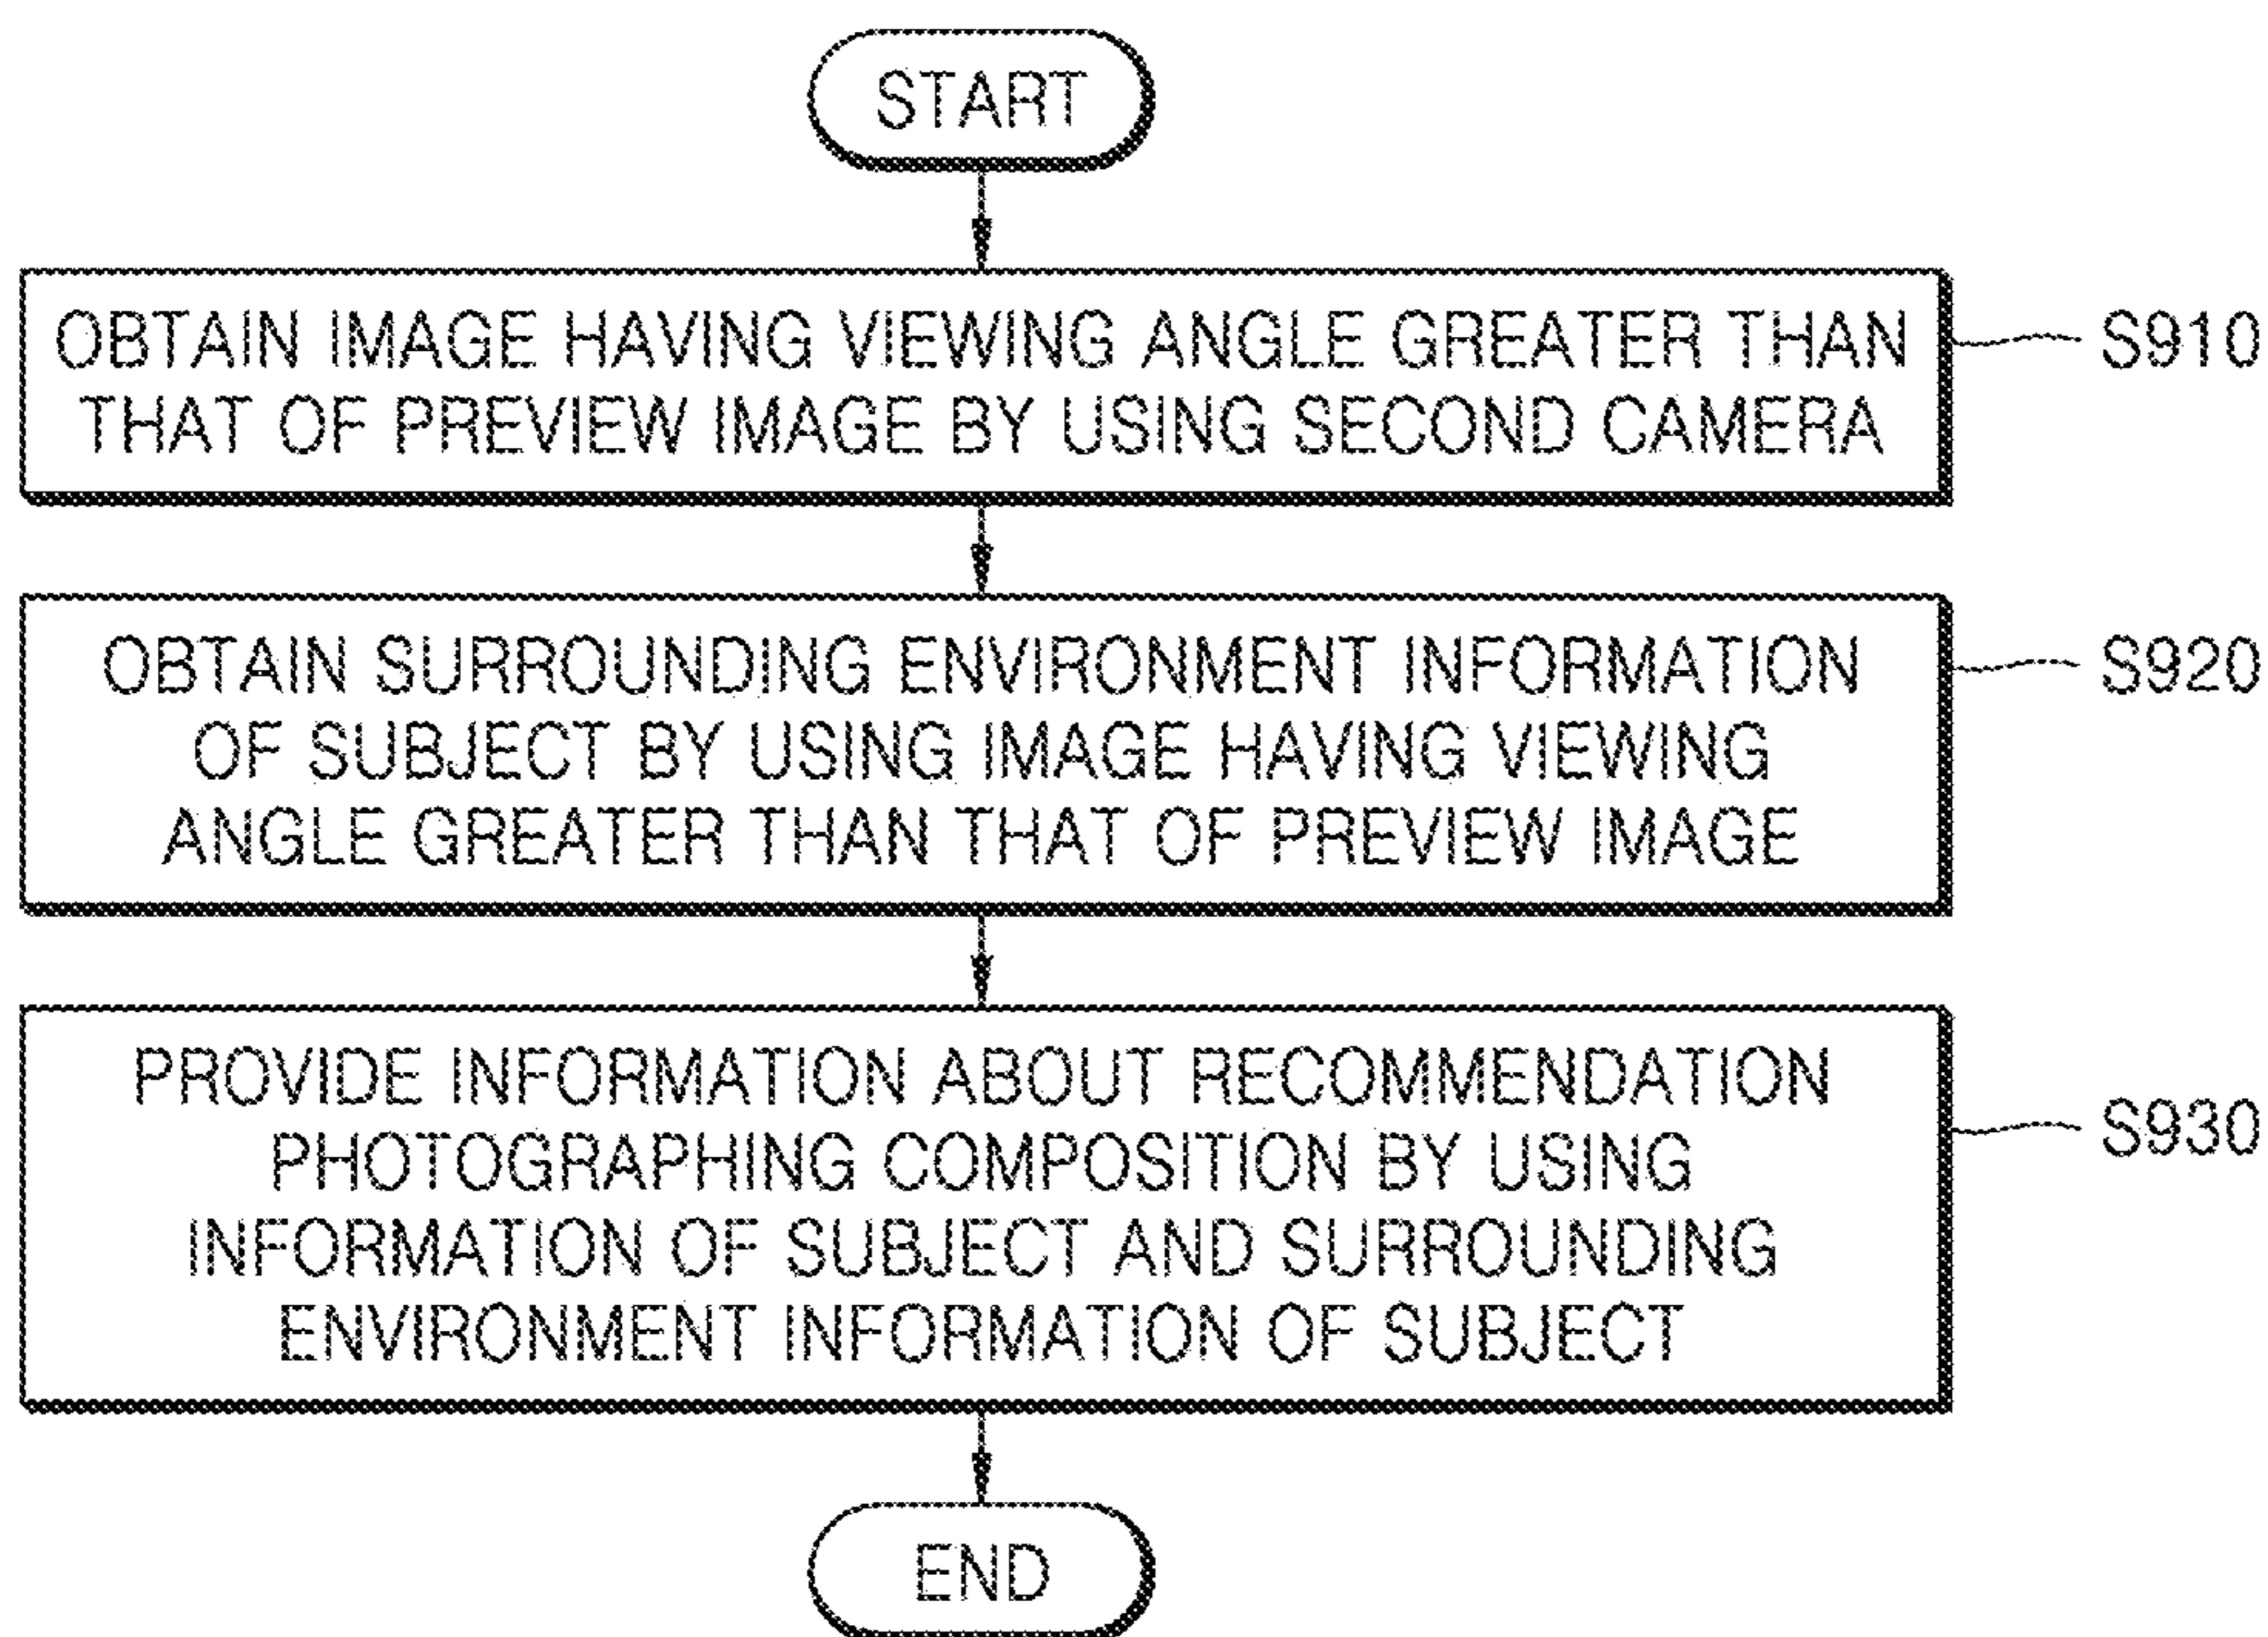 START
OBTAIN IMAGE HAVING VIEWING ANGLE GREATER THAN
THAT OF PREVIEW IMAGE BY USING SECOND CAMERA
S910
OBTAIN SURROUNDING ENVIRONMENT INFORMATION
OF SUBJECT BY USING IMAGE HAVING VIEWING
ANGLE GREATER THAN THAT OF PREVIEW IMAGE
S920
PROVIDE INFORMATION ABOUT RECOMMENDATION
PHOTOGRAPHING COMPOSITION BY USING
INFORMATION OF SUBJECT AND SURROUNDING
ENVIRONMENT INFORMATION OF SUBJECT
S930
END